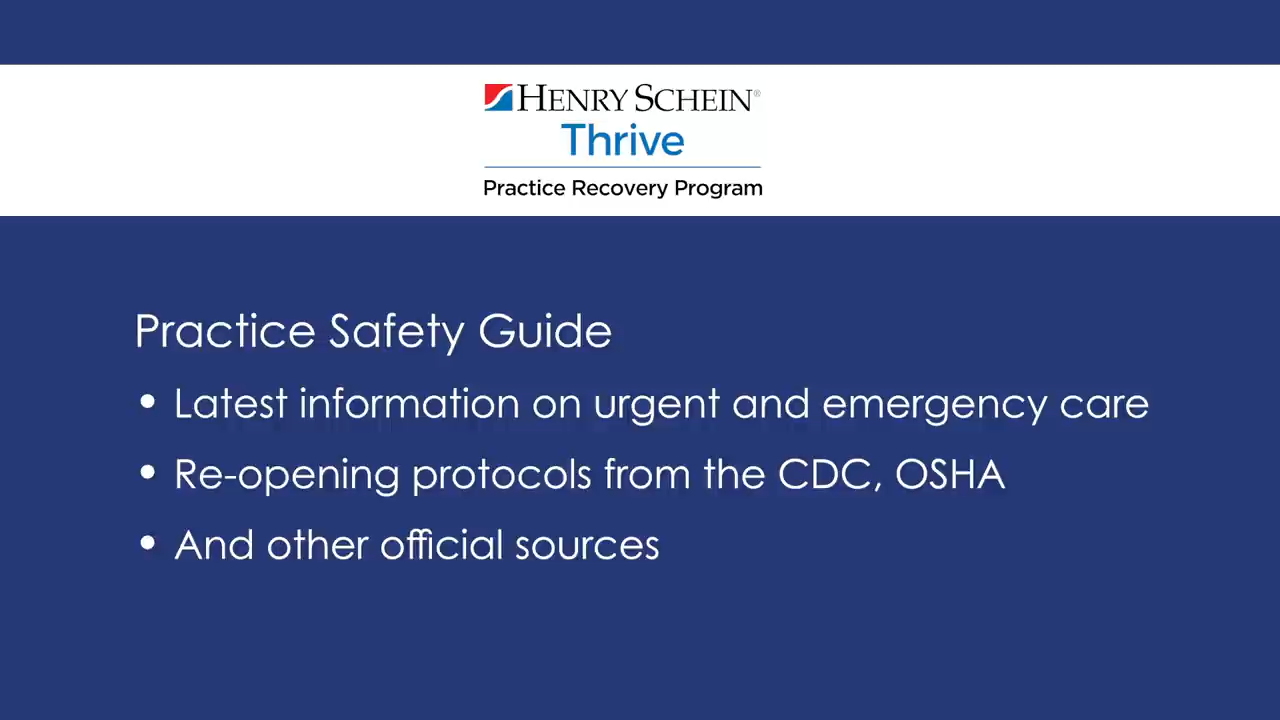 HENRY SCHEIN®
Thrive
Practice Recovery Program
Practice Safety Guide
• Latest information on urgent and emergency care
• Re-opening protocols from the CDC, OSHA
• And other official sources